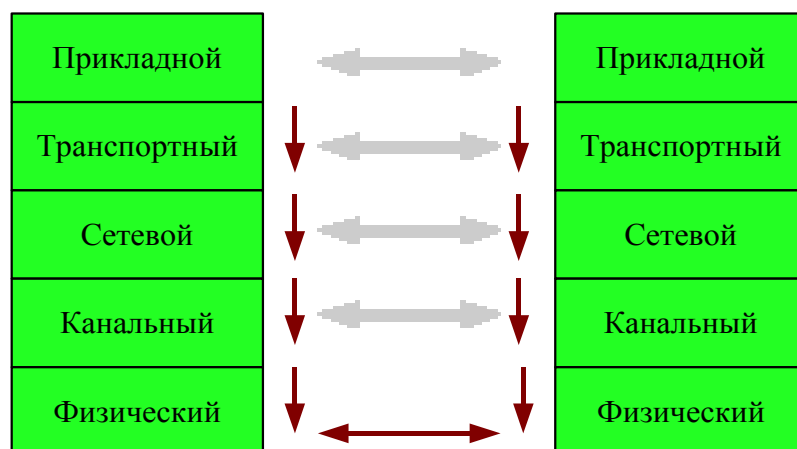 Прикладной
Транспортный
Сетевой
Канальный
Физический
Прикладной
Транспортный
Сетевой
Канальный
Физический